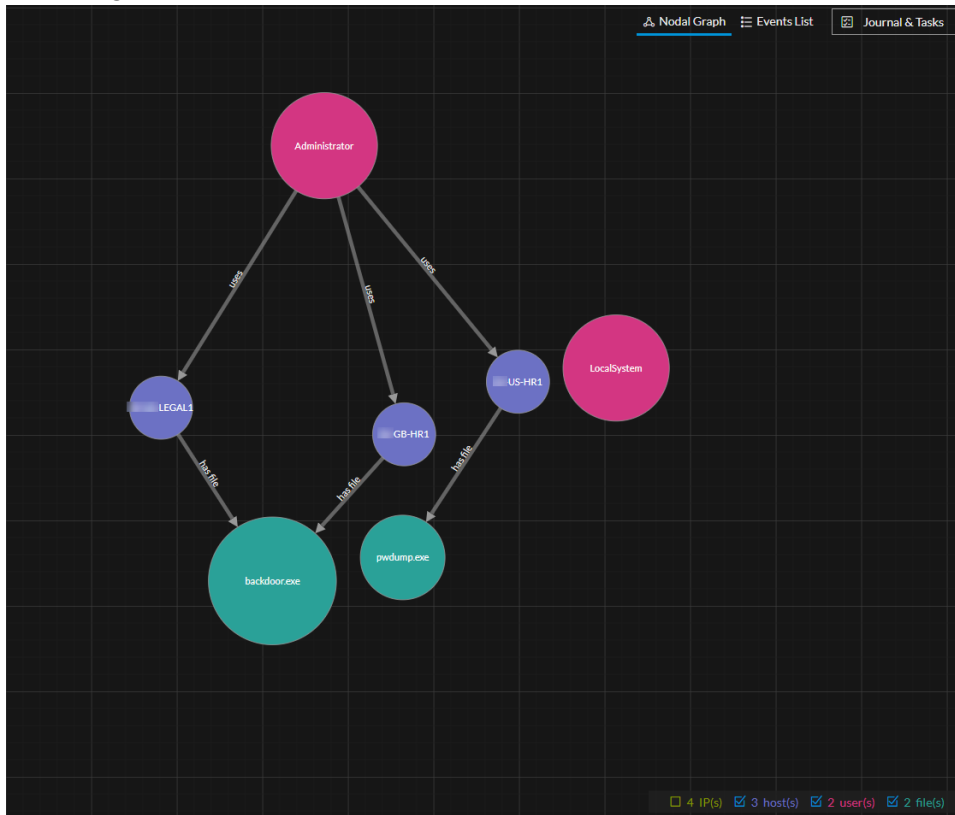 Nodal Graph Events List Journal & Tasks
Administrator
uses
uses
uses
LocalSystem
US-HR1
LEGAL1
GB-HR1
has file
has file
has file
pwdump.exe
backdoor.exe
4 IP(s) 3 host(s) 2 user(s) 2 file(s)